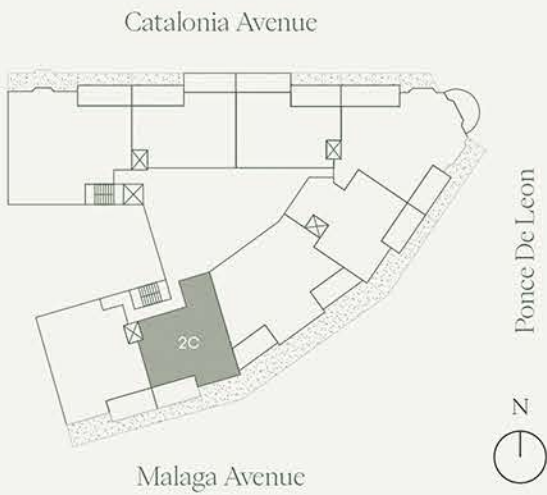 Catalonia Avenue
Ponce De Leon
2C
N
Malaga Avenue